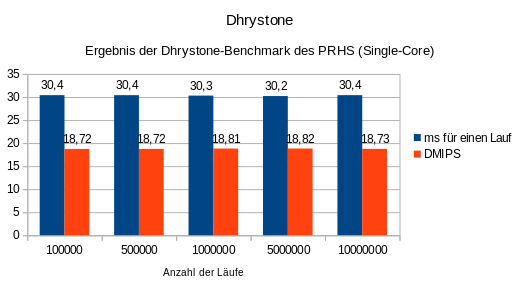 Dhrystone
Ergebnis der Dhrystone-Benchmark des PRHS (Single-Core)
35
30
25
20
15
10
5
0
30,4 30,4 30,3 30,2 30,4
18,72 18,72 18,81 18,82 18,73
ms für einen Lauf
DMIPS
100000 500000 1000000 5000000 10000000
Anzahl der Läufe